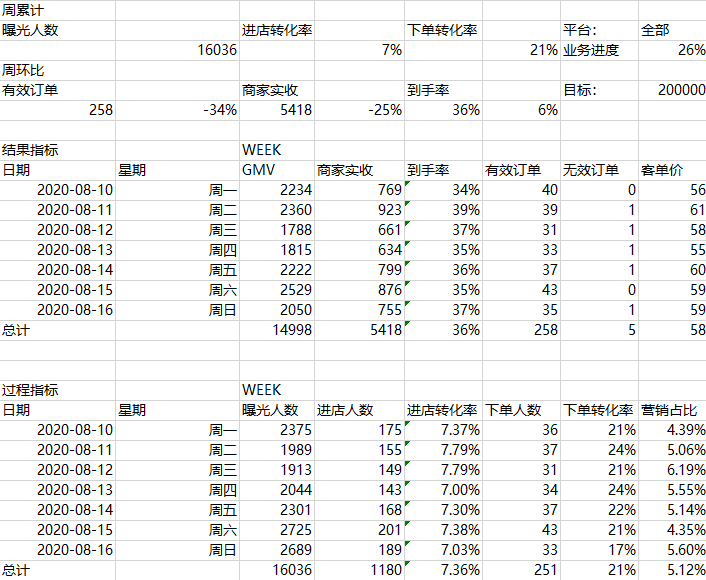 周累计
曝光人数 进店转化率 下单转化率 平台： 全部
16036 7% 21% 业务进度 26%
周环比
有效订单 商家实收 到手率 目标： 200000
258 -34% 5418 -25% 36% 6%
结果指标 WEEK
日期 星期 GMV 商家实收 到手率 有效订单 无效订单 客单价
2020-08-10 周一 2234 769 34% 40 0 56
2020-08-11 周二 2360 923 39% 39 1 61
2020-08-12 周三 1788 661 37% 31 1 58
2020-08-13 周四 1815 634 35% 33 1 55
2020-08-14 周五 2222 799 36% 37 1 60
2020-08-15 周六 2529 876 35% 43 0 59
2020-08-16 周日 2050 755 37% 35 1 59
总计 14998 5418 36% 258 5 58
过程指标 WEEK
日期 星期 曝光人数 进店人数 进店转化率 下单人数 下单转化率 营销占比
2020-08-10 周一 2375 175 7.37% 36 21% 4.39%
2020-08-11 周二 1989 155 7.79% 37 24% 5.06%
2020-08-12 周三 1913 149 7.79% 31 21% 6.19%
2020-08-13 周四 2044 143 7.00% 34 24% 5.55%
2020-08-14 周五 2301 168 7.30% 37 22% 5.14%
2020-08-15 周六 2725 201 7.38% 43 21% 4.35%
2020-08-16 周日 2689 189 7.03% 33 17% 5.60%
总计 16036 1180 7.36% 251 21% 5.12%